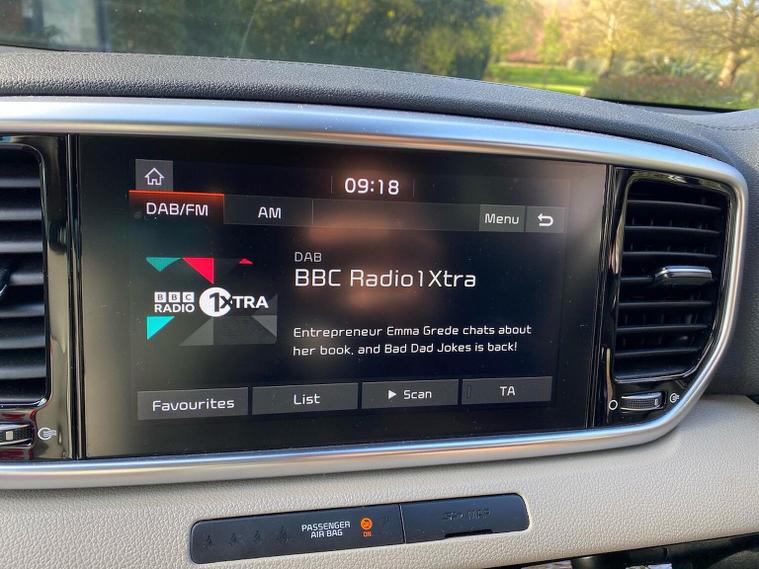 09:18
DAB/FM
AM
Menu
DAB
BBC Radio1Xtra
BBC
RADIO 1XTRA
Entrepreneur Emma Grede chats about
her book, and Bad Dad Jokes is back!
Favourites
List
Scan
TA
PASSENGER
AIR BAG
ON